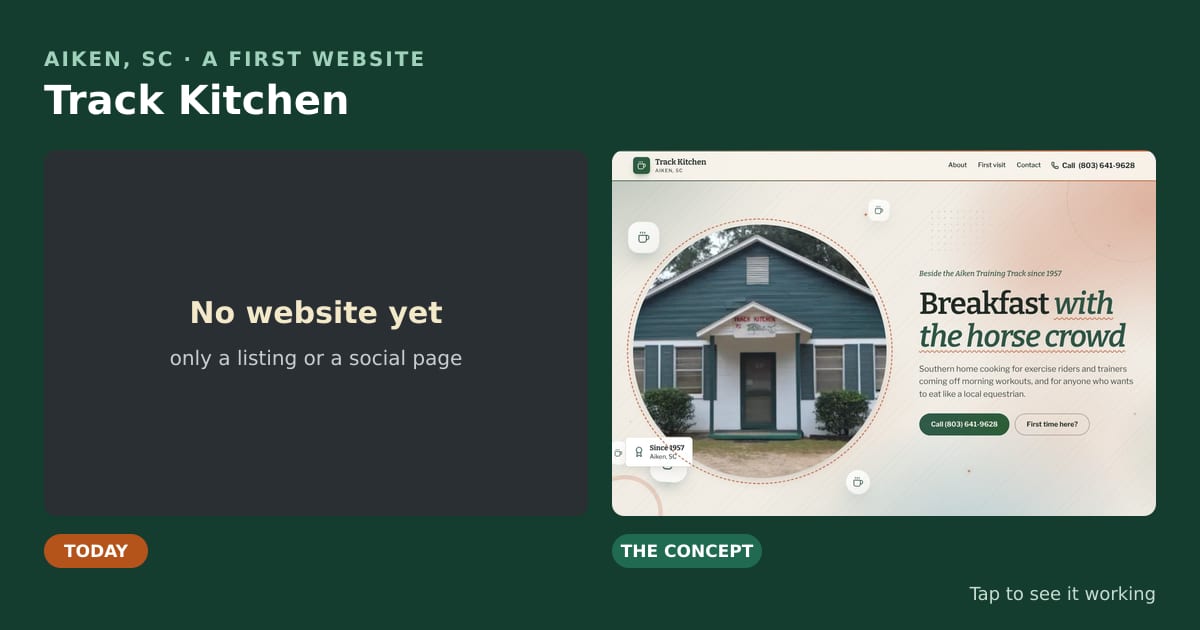 AIKEN, SC · A FIRST WEBSITE
Track Kitchen
No website yet
only a listing or a social page
TODAY
Track Kitchen
AIKEN, SC
About First visit Contact Call (803) 641-9628
TRACK KITCHEN
Since 1957
Aiken, SC
Beside the Aiken Training Track since 1957
Breakfast with
the horse crowd
Southern home cooking for exercise riders and trainers
coming off morning workouts, and for anyone who wants
to eat like a local equestrian.
Call (803) 641-9628 First time here?
THE CONCEPT
Tap to see it working